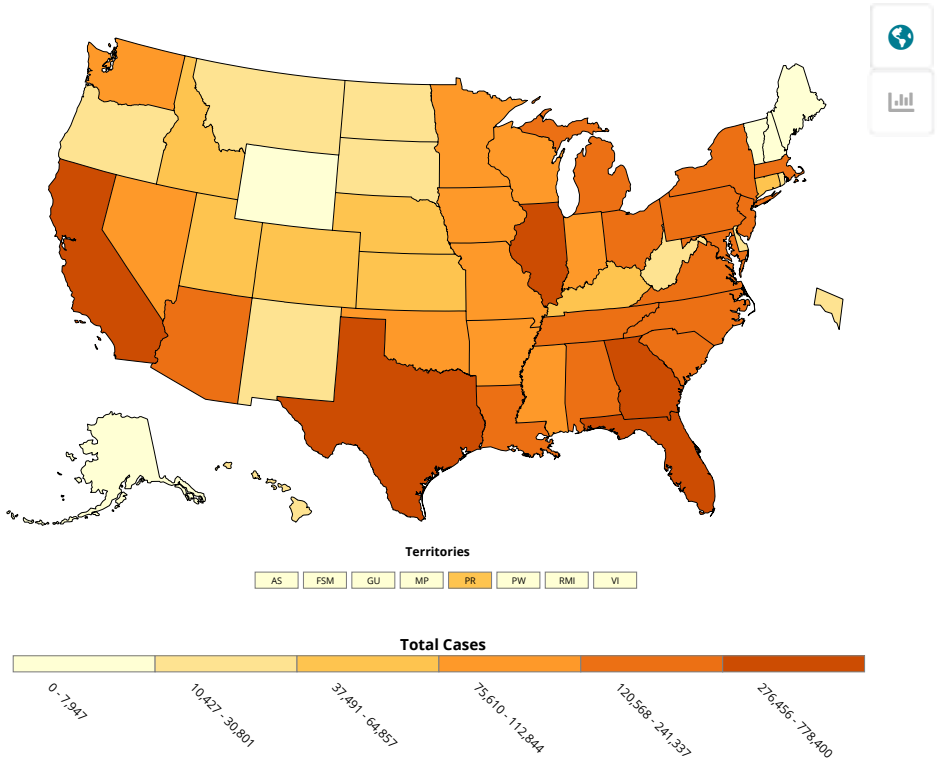 Territories
AS FSM GU MP PR PW RMI VI
Total Cases
0 - 7,947
10,427 - 30,801
37,491 - 64,857
75,610 - 112,844
120,568 - 241,337
276,456 - 778,400